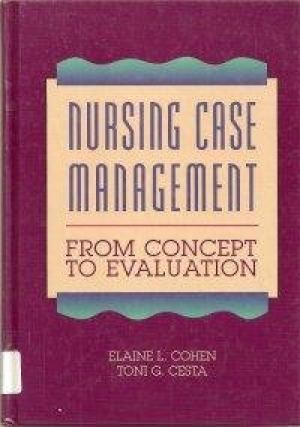 NURSING CASE
MANAGEMENT
FROM CONCEPT
TO EVALUATION
ELAINE L. COHEN
TONI G. CESTA